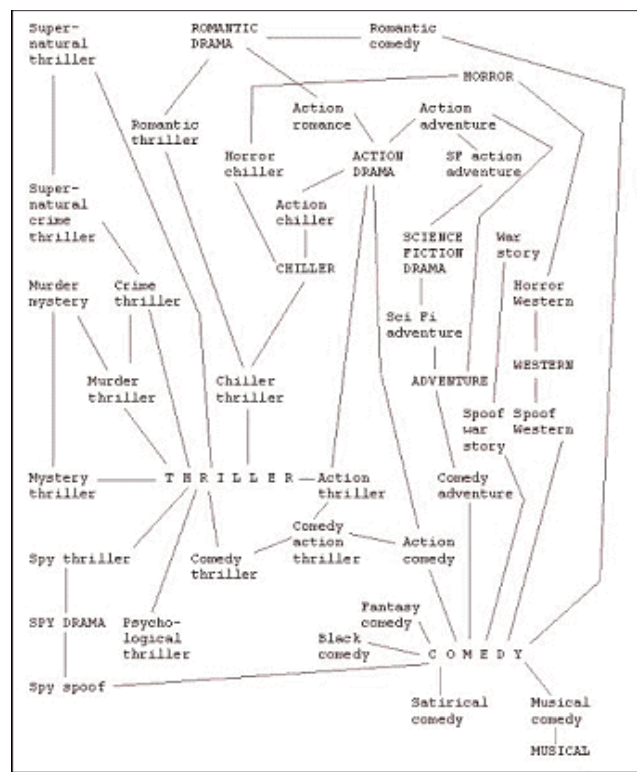 Super-
natural
thriller
ROMANTIC
DRAMA
Romantic
comedy
HORROR
Romantic
thriller
Action
romance
Action
adventure
Horror
chiller
ACTION
DRAMA
SF action
adventure
Super-
natural
crime
thriller
Action
chiller
SCIENCE
FICTION
DRAMA
War
story
CHILLER
Murder
mystery
Crime
thriller
Horror
Western
Sci Fi
adventure
WESTERN
Murder
thriller
Chiller
thriller
ADVENTURE
Spoof
war
story
Spoof
Western
Mystery
thriller
T H R I L L E R
Action
thriller
Comedy
adventure
Spy thriller
Comedy
thriller
Comedy
action
thriller
Action
comedy
Fantasy
comedy
SPY DRAMA
Psycho-
logical
thriller
Black
comedy
C O M E D Y
Spy spoof
Satirical
comedy
Musical
comedy
MUSICAL